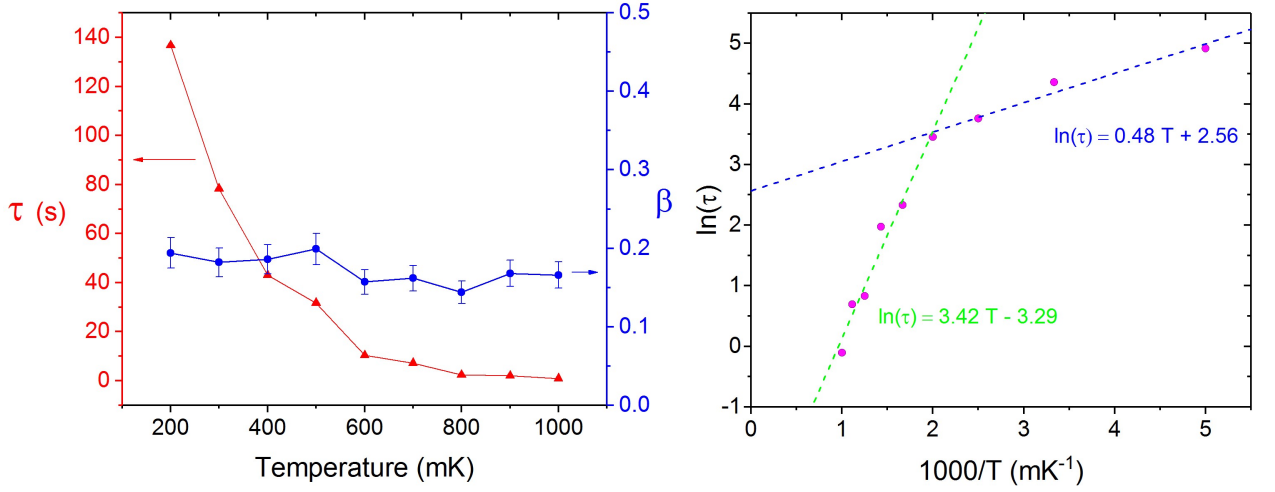 140
120
100
80
60
40
20
0
τ (s)
0.5
0.4
0.3
0.2
0.1
0.0
β
200 400 600 800 1000
Temperature (mK)
5
4
3
2
1
0
-1
ln(τ)
ln(τ) = 0.48 T + 2.56
ln(τ) = 3.42 T - 3.29
0 1 2 3 4 5
1000/T (mK⁻¹)